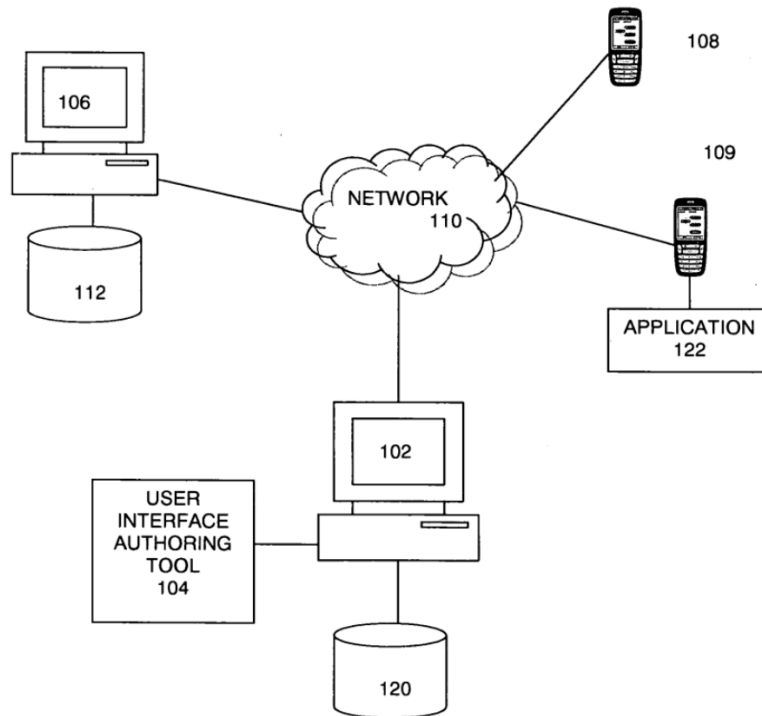 108
106
109
NETWORK
110
112
APPLICATION
122
102
USER
INTERFACE
AUTHORING
TOOL
104
120